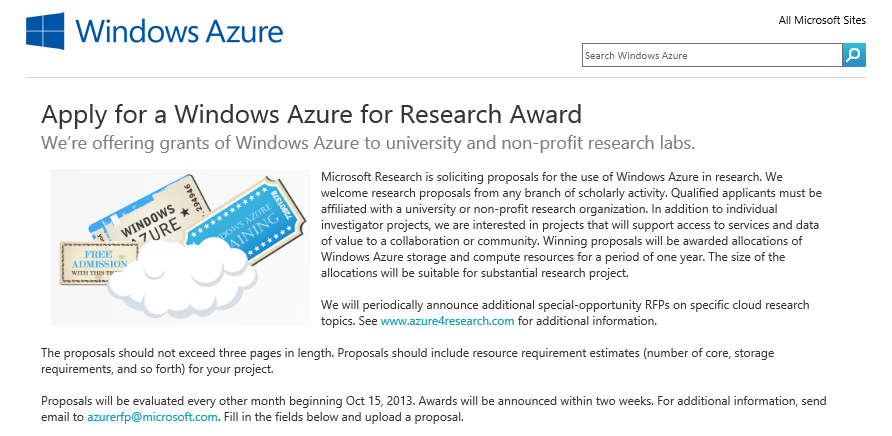 Windows Azure
All Microsoft Sites
Search Windows Azure
Apply for a Windows Azure for Research Award
We're offering grants of Windows Azure to university and non-profit research labs.
294946
WINDOWS
AZURE
FREE
ADMISSION
WITH THIS
Microsoft Research is soliciting proposals for the use of Windows Azure in research. We
welcome research proposals from any branch of scholarly activity. Qualified applicants must be
affiliated with a university or non-profit research organization. In addition to individual
investigator projects, we are interested in projects that will support access to services and data
of value to a collaboration or community. Winning proposals will be awarded allocations of
Windows Azure storage and compute resources for a period of one year. The size of the
allocations will be suitable for substantial research project.
We will periodically announce additional special-opportunity RFPs on specific cloud research
topics. See www.azure4research.com for additional information.
The proposals should not exceed three pages in length. Proposals should include resource requirement estimates (number of core, storage
requirements, and so forth) for your project.
Proposals will be evaluated every other month beginning Oct 15, 2013. Awards will be announced within two weeks. For additional information, send
email to azurerfp@microsoft.com. Fill in the fields below and upload a proposal.